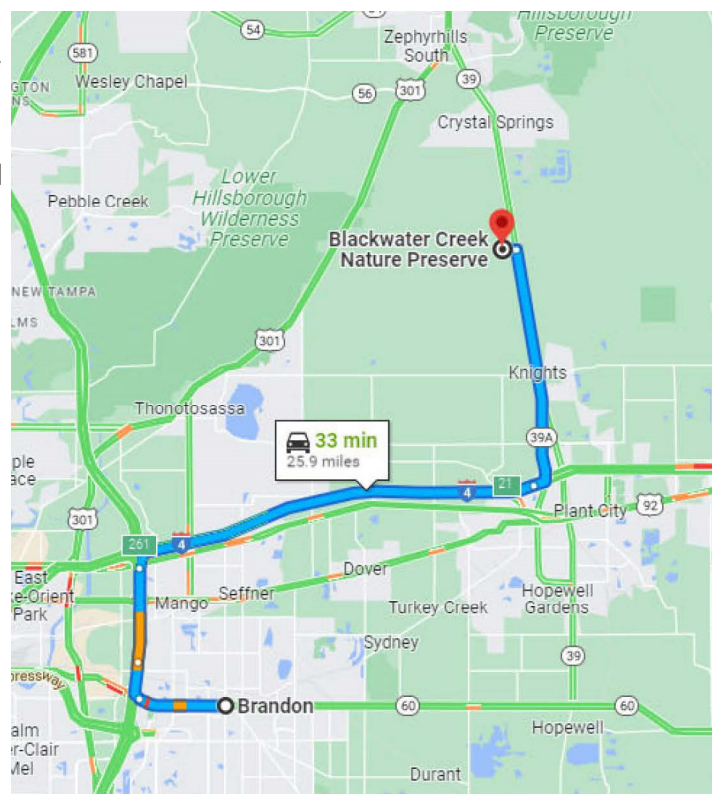 Hillsborough
Preserve
54
Zephyrhills
South
581
39
Wesley Chapel
301
56
Crystal Springs
Lower
Hillsborough
Wilderness
Preserve
Pebble Creek
Blackwater Creek
Nature Preserve
NEW TAMPA
301
Knights
Thonotosassa
39A
33 min
25.9 miles
21
4
Plant City
92
301
261
4
East
Park
Dover
Seffner
Mango
Turkey Creek
Hopewell
Gardens
Sydney
39
Brandon
60
60
Hopewell
Durant